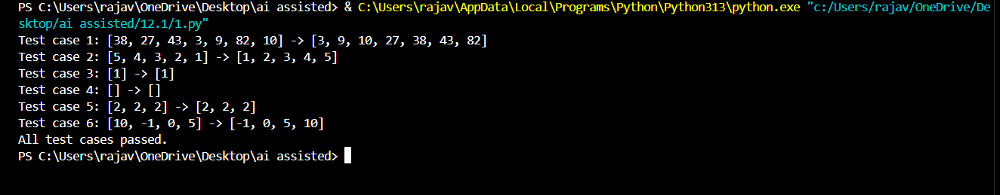 PS C:\Users\rajav\OneDrive\Desktop\ai assisted> & C:\Users\rajav\AppData\Local\Programs\Python\Python313\python.exe "c:/Users/rajav/OneDrive/De
sktop/ai assisted/12.1/1.py"
Test case 1: [38, 27, 43, 3, 9, 82, 10] -> [3, 9, 10, 27, 38, 43, 82]
Test case 2: [5, 4, 3, 2, 1] -> [1, 2, 3, 4, 5]
Test case 3: [1] -> [1]
Test case 4: [] -> []
Test case 5: [2, 2, 2] -> [2, 2, 2]
Test case 6: [10, -1, 0, 5] -> [-1, 0, 5, 10]
All test cases passed.
PS C:\Users\rajav\OneDrive\Desktop\ai assisted>